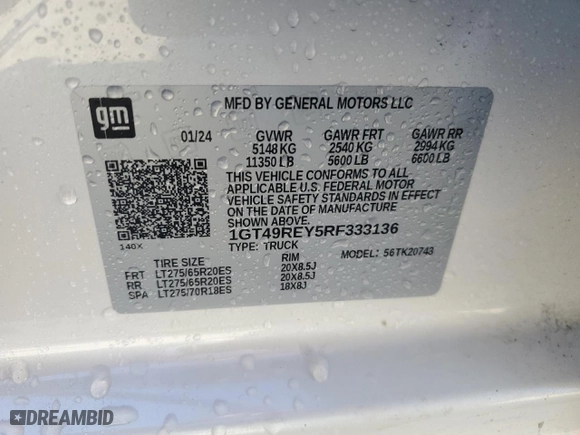 gm
MFD BY GENERAL MOTORS LLC
01/24 GVWR GAWR FRT GAWR RR
5148 KG 2540 KG 2994 KG
11350 LB 5600 LB 6600 LB
THIS VEHICLE CONFORMS TO ALL
APPLICABLE U.S. FEDERAL MOTOR
VEHICLE SAFETY STANDARDS IN EFFECT
ON THE DATE OF MANUFACTURE
SHOWN ABOVE.
1GT49REY5RF333136
140X TYPE: TRUCK MODEL: 56TK20743
TIRE SIZE RIM
FRT LT275/65R20ES 20X8.5J
RR LT275/65R20ES 20X8.5J
SPA LT275/70R18ES 18X8J
DREAMBID